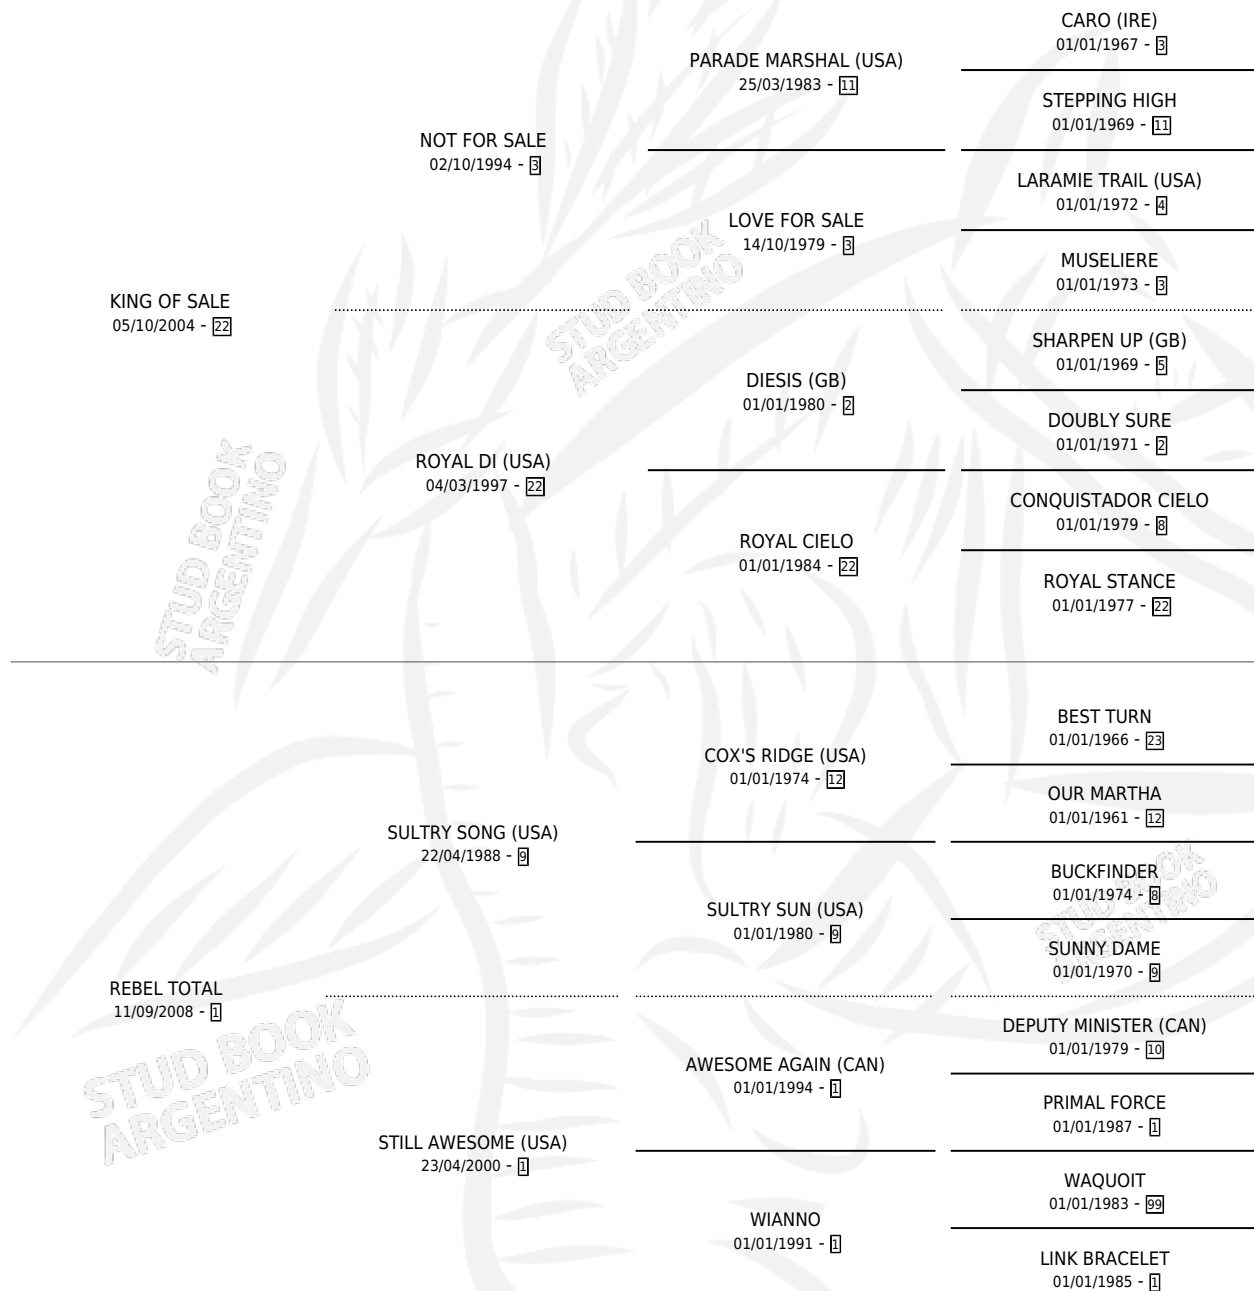 CARO (IRE)
01/01/1967 - 3
PARADE MARSHAL (USA)
25/03/1983 - 11
STEPPING HIGH
01/01/1969 - 11
NOT FOR SALE
02/10/1994 - 3
LARAMIE TRAIL (USA)
01/01/1972 - 4
LOVE FOR SALE
14/10/1979 - 3
MUSELIERE
01/01/1973 - 3
KING OF SALE
05/10/2004 - 22
STUD BOOK
ARGENTINO
SHARPEN UP (GB)
01/01/1969 - 5
DIESIS (GB)
01/01/1980 - 2
DOUBLY SURE
01/01/1971 - 2
ROYAL DI (USA)
04/03/1997 - 22
CONQUISTADOR CIELO
01/01/1979 - 8
ROYAL CIELO
01/01/1984 - 22
ROYAL STANCE
01/01/1977 - 22
STUD BOOK
ARGENTINO
BEST TURN
01/01/1966 - 23
COX'S RIDGE (USA)
01/01/1974 - 12
OUR MARTHA
01/01/1961 - 12
SULTRY SONG (USA)
22/04/1988 - 9
BUCKFINDER
01/01/1974 - 8
SULTRY SUN (USA)
01/01/1980 - 9
STUD BOOK
ARGENTINO
SUNNY DAME
01/01/1970 - 9
REBEL TOTAL
11/09/2008 - 1
DEPUTY MINISTER (CAN)
01/01/1979 - 10
AWESOME AGAIN (CAN)
01/01/1994 - 1
STUD BOOK
ARGENTINO
PRIMAL FORCE
01/01/1987 - 1
STILL AWESOME (USA)
23/04/2000 - 1
WAQUOIT
01/01/1983 - 99
WIANNO
01/01/1991 - 1
LINK BRACELET
01/01/1985 - 1